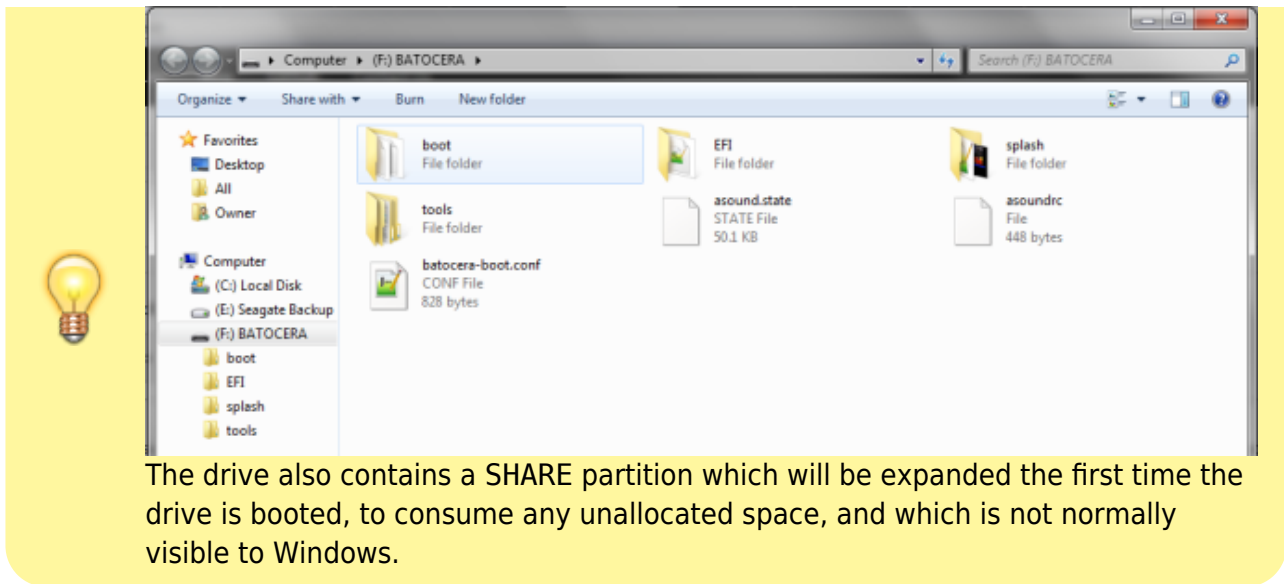 Computer ▸ (F:) BATOCERA ▸
Search (F:) BATOCERA
Organize Share with Burn New folder
Favorites
Desktop
All
Owner
Computer
(C:) Local Disk
(E:) Seagate Backup
(F:) BATOCERA
boot
EFI
splash
tools
boot
File folder
EFI
File folder
splash
File folder
tools
File folder
asound.state
STATE File
50.1 KB
asoundrc
File
448 bytes
batocera-boot.conf
CONF File
828 bytes
The drive also contains a SHARE partition which will be expanded the first time the
drive is booted, to consume any unallocated space, and which is not normally
visible to Windows.